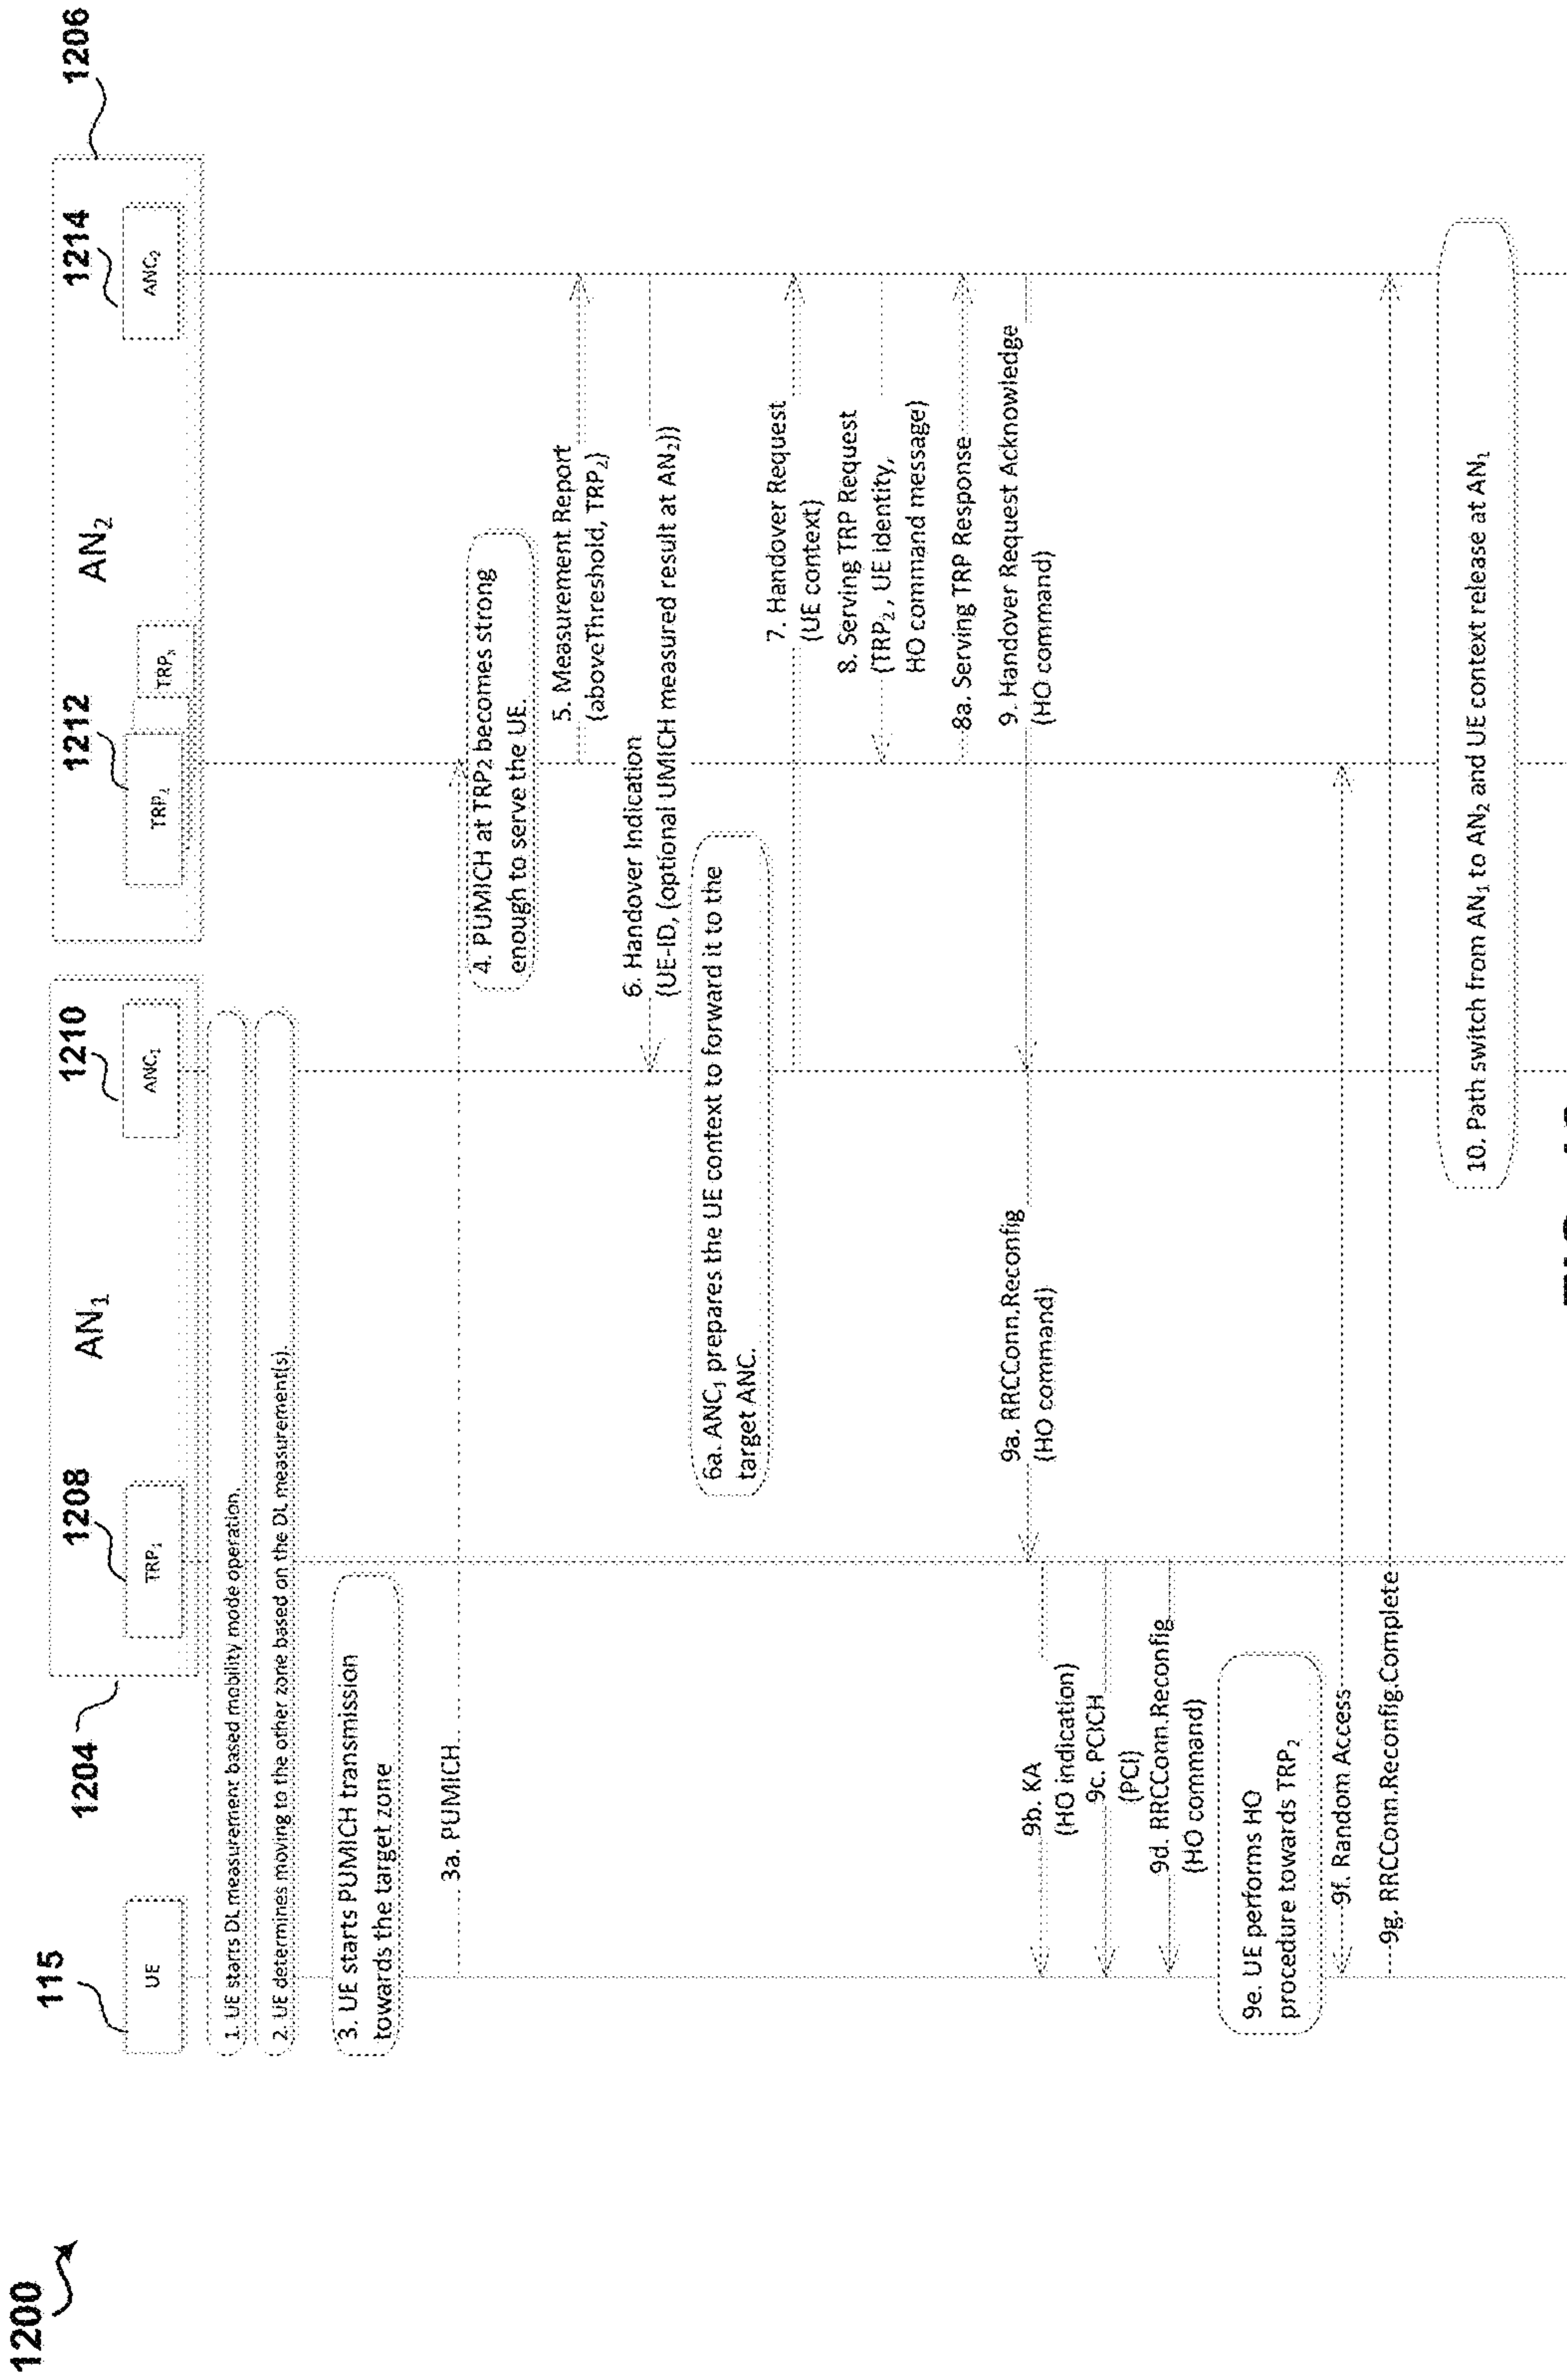 1200
115
1204
1208
1210
1212
1214
1206
AN₁
AN₂
UE
TRP₁
ANC₁
TRP₂
ANC₂
1. UE starts DL measurement based mobility mode operation.
2. UE determines moving to the other zone based on the DL measurement(s).
3. UE starts PUMICH transmission
towards the target zone
3a. PUMICH
4. PUMICH at TRP₂ becomes strong
enough to serve the UE.
5. Measurement Report
(aboveThreshold, TRP₂)
6. Handover Indication
(UE-ID, (optional UMICH measured result at AN₂))
6a. ANC₁ prepares the UE context to forward it to the
target ANC.
7. Handover Request
(UE context)
8. Serving TRP Request
(TRP₂, UE identity,
HO command message)
8a. Serving TRP Response
9. Handover Request Acknowledge
(HO command)
9a. RRCConn.Reconfig
(HO command)
9b. KA
(HO indication)
9c. PCICH
(PCI)
9d. RRCConn.Reconfig
(HO command)
9e. UE performs HO
procedure towards TRP₂
9f. Random Access
9g. RRCConn.Reconfig.Complete
10. Path switch from AN₁ to AN₂ and UE context release at AN₁